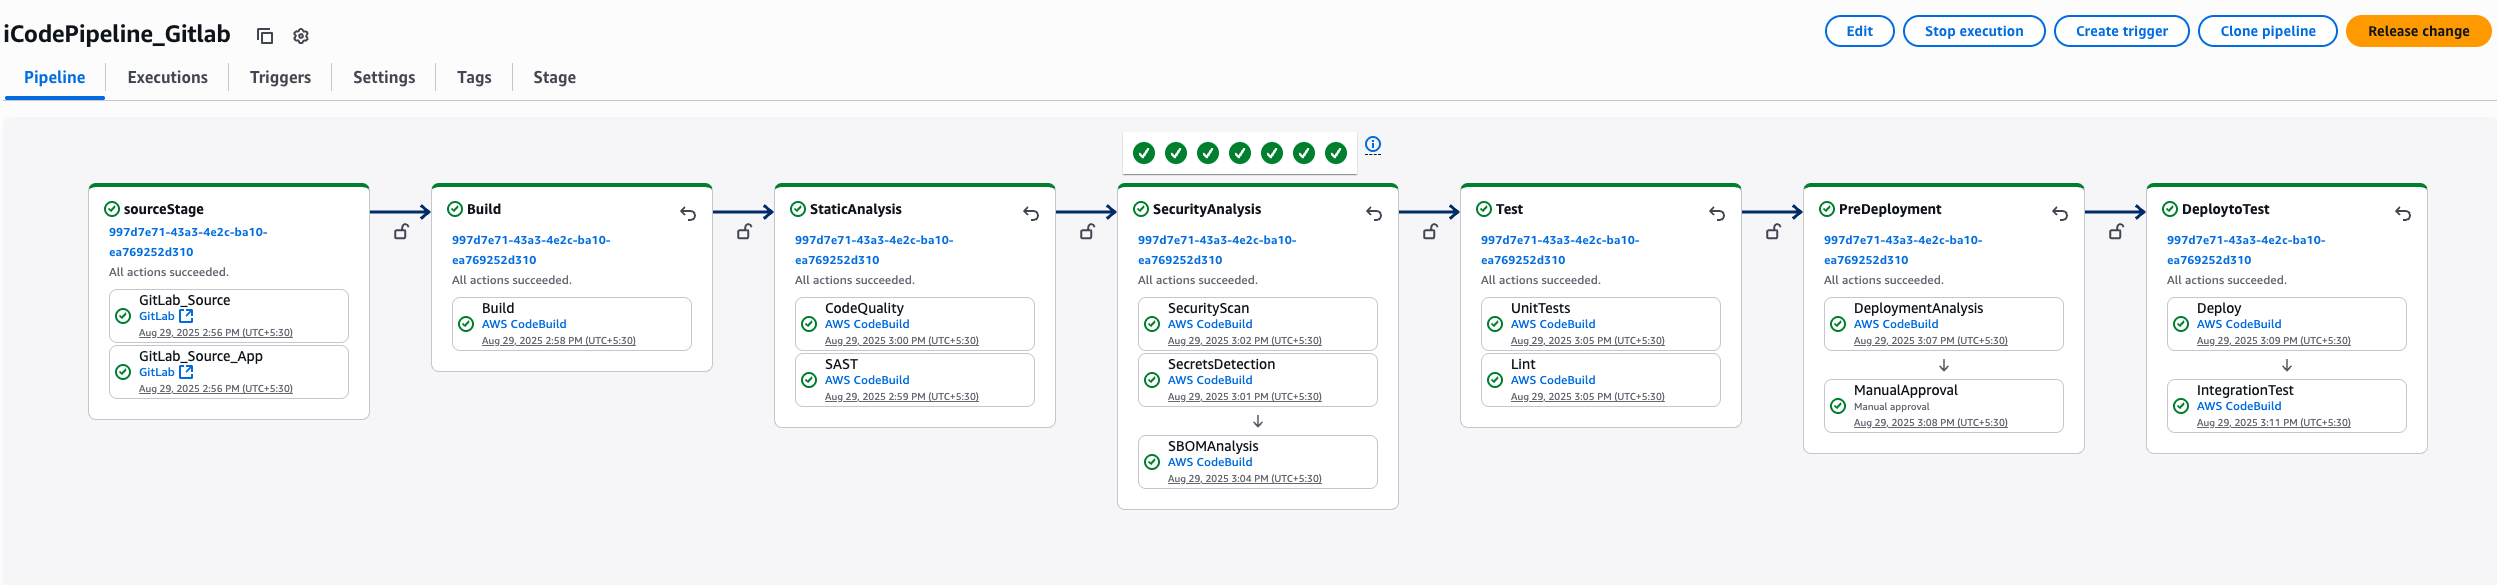 iCodePipeline_Gitlab
Edit
Stop execution
Create trigger
Clone pipeline
Release change
Pipeline
Executions
Triggers
Settings
Tags
Stage
sourceStage
997d7e71-43a3-4e2c-ba10-
ea769252d310
All actions succeeded.
GitLab_Source
GitLab
Aug 29, 2025 2:56 PM (UTC+5:30)
GitLab_Source_App
GitLab
Aug 29, 2025 2:56 PM (UTC+5:30)
Build
997d7e71-43a3-4e2c-ba10-
ea769252d310
All actions succeeded.
Build
AWS CodeBuild
Aug 29, 2025 2:58 PM (UTC+5:30)
StaticAnalysis
997d7e71-43a3-4e2c-ba10-
ea769252d310
All actions succeeded.
CodeQuality
AWS CodeBuild
Aug 29, 2025 3:00 PM (UTC+5:30)
SAST
AWS CodeBuild
Aug 29, 2025 2:59 PM (UTC+5:30)
SecurityAnalysis
997d7e71-43a3-4e2c-ba10-
ea769252d310
All actions succeeded.
SecurityScan
AWS CodeBuild
Aug 29, 2025 3:02 PM (UTC+5:30)
SecretsDetection
AWS CodeBuild
Aug 29, 2025 3:01 PM (UTC+5:30)
SBOMAnalysis
AWS CodeBuild
Aug 29, 2025 3:04 PM (UTC+5:30)
Test
997d7e71-43a3-4e2c-ba10-
ea769252d310
All actions succeeded.
UnitTests
AWS CodeBuild
Aug 29, 2025 3:05 PM (UTC+5:30)
Lint
AWS CodeBuild
Aug 29, 2025 3:05 PM (UTC+5:30)
PreDeployment
997d7e71-43a3-4e2c-ba10-
ea769252d310
All actions succeeded.
DeploymentAnalysis
AWS CodeBuild
Aug 29, 2025 3:07 PM (UTC+5:30)
ManualApproval
Manual approval
Aug 29, 2025 3:08 PM (UTC+5:30)
DeploytoTest
997d7e71-43a3-4e2c-ba10-
ea769252d310
All actions succeeded.
Deploy
AWS CodeBuild
Aug 29, 2025 3:09 PM (UTC+5:30)
IntegrationTest
AWS CodeBuild
Aug 29, 2025 3:11 PM (UTC+5:30)